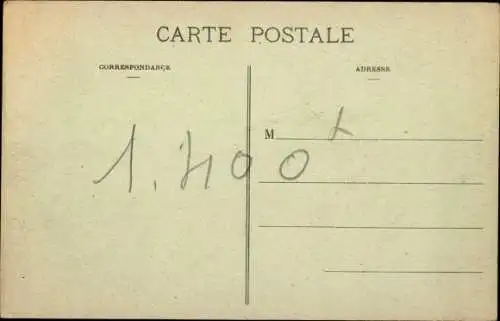 CARTE POSTALE
CORRESPONDANCE
ADRESSE
M
1.400